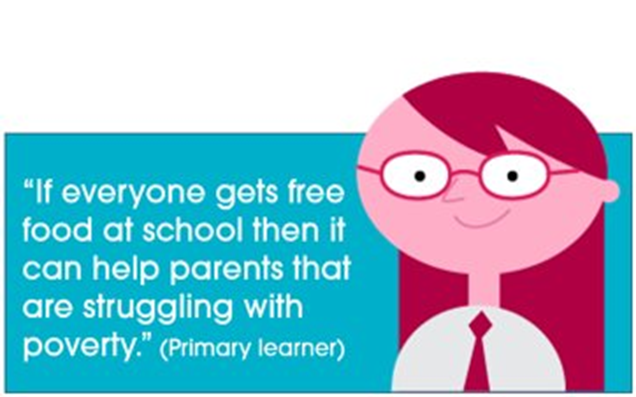 “If everyone gets free
food at school then it
can help parents that
are struggling with
poverty.” (Primary learner)